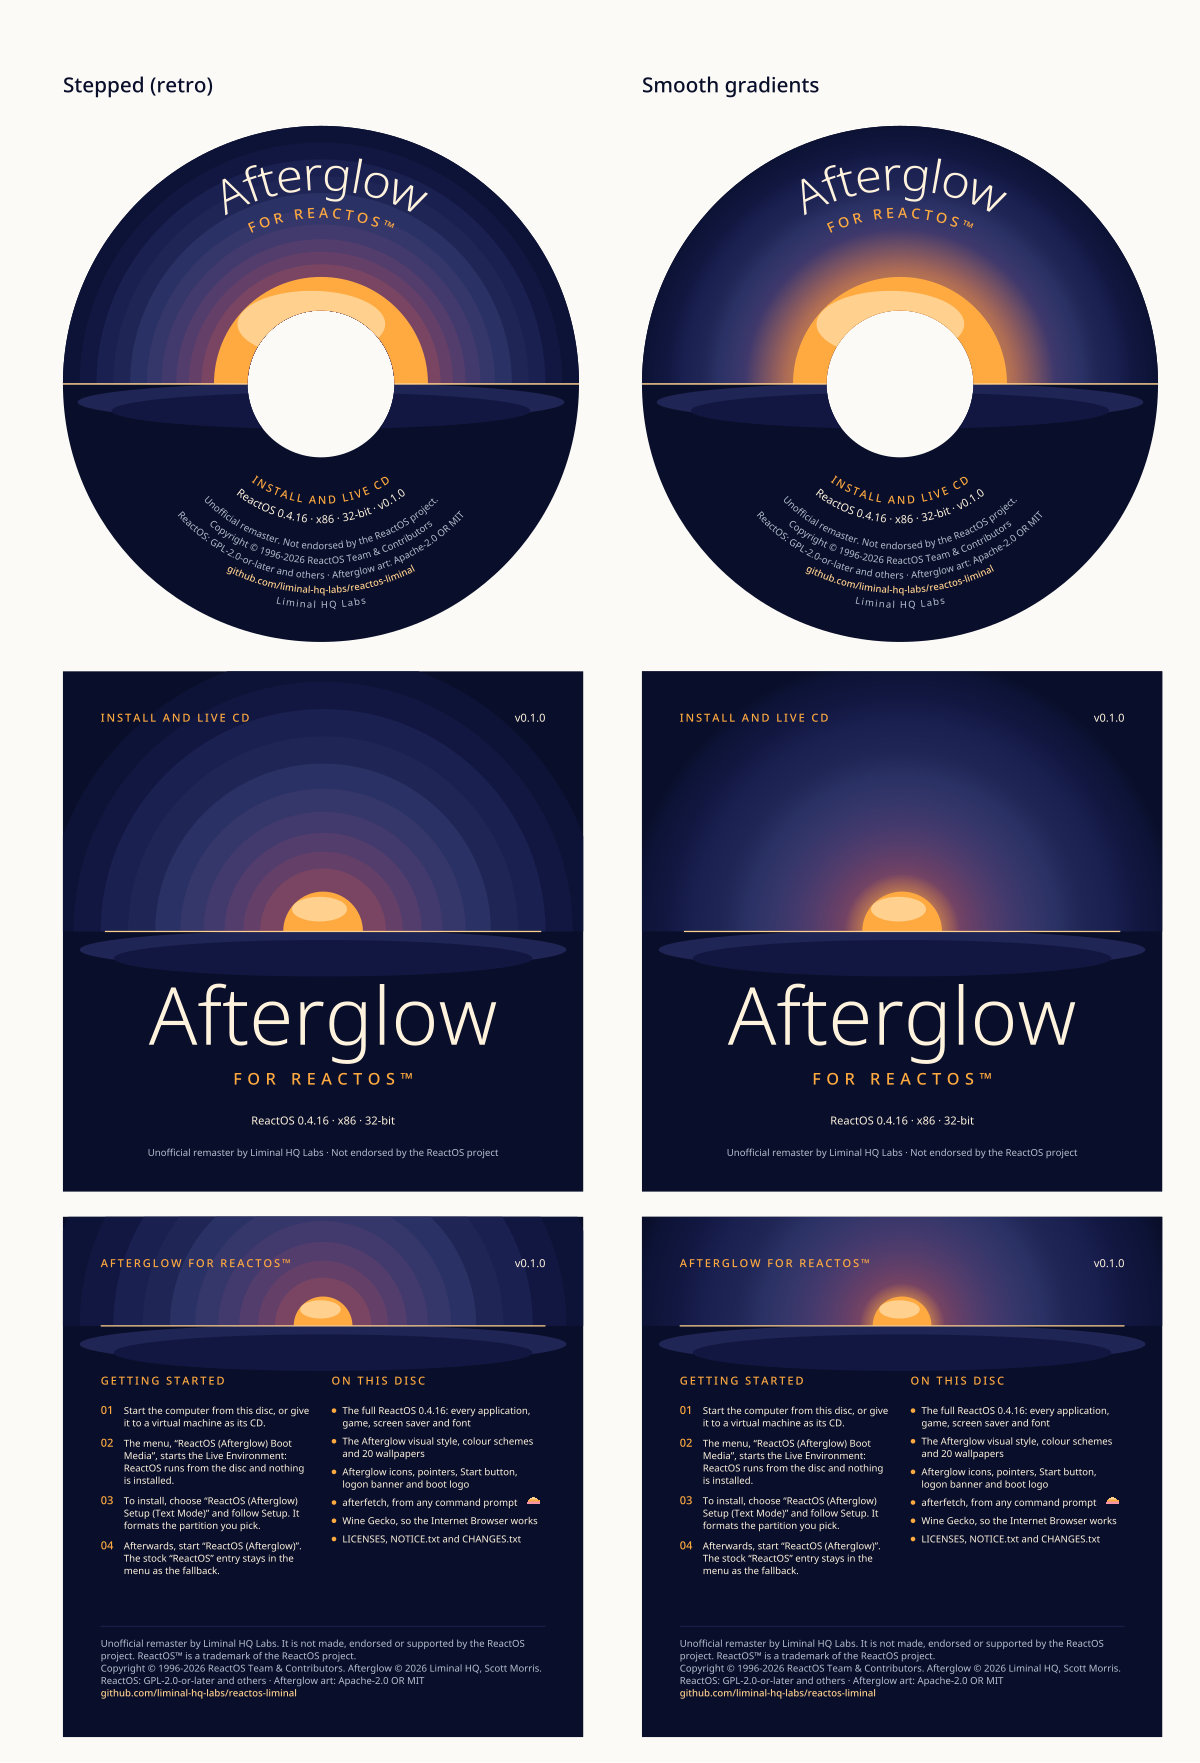 Stepped (retro)
Smooth gradients
Afterglow
FOR REACTOS™
INSTALL AND LIVE CD
ReactOS 0.4.16 · x86 · 32-bit · v0.1.0
Unofficial remaster. Not endorsed by the ReactOS project.
Copyright © 1996-2026 ReactOS Team & Contributors
ReactOS: GPL-2.0-or-later and others · Afterglow art: Apache-2.0 OR MIT
github.com/liminal-hq-labs/reactos-liminal
Liminal HQ Labs
Afterglow
FOR REACTOS™
INSTALL AND LIVE CD
ReactOS 0.4.16 · x86 · 32-bit · v0.1.0
Unofficial remaster. Not endorsed by the ReactOS project.
Copyright © 1996-2026 ReactOS Team & Contributors
ReactOS: GPL-2.0-or-later and others · Afterglow art: Apache-2.0 OR MIT
github.com/liminal-hq-labs/reactos-liminal
Liminal HQ Labs
INSTALL AND LIVE CD
v0.1.0
Afterglow
FOR REACTOS™
ReactOS 0.4.16 · x86 · 32-bit
Unofficial remaster by Liminal HQ Labs · Not endorsed by the ReactOS project
INSTALL AND LIVE CD
v0.1.0
Afterglow
FOR REACTOS™
ReactOS 0.4.16 · x86 · 32-bit
Unofficial remaster by Liminal HQ Labs · Not endorsed by the ReactOS project
AFTERGLOW FOR REACTOS™
v0.1.0
GETTING STARTED
01 Start the computer from this disc, or give
it to a virtual machine as its CD.
02 The menu, “ReactOS (Afterglow) Boot
Media”, starts the Live Environment:
ReactOS runs from the disc and nothing
is installed.
03 To install, choose “ReactOS (Afterglow)
Setup (Text Mode)” and follow Setup. It
formats the partition you pick.
04 Afterwards, start “ReactOS (Afterglow)”.
The stock “ReactOS” entry stays in the
menu as the fallback.
ON THIS DISC
• The full ReactOS 0.4.16: every application,
game, screen saver and font
• The Afterglow visual style, colour schemes
and 20 wallpapers
• Afterglow icons, pointers, Start button,
logon banner and boot logo
• afterfetch, from any command prompt
• Wine Gecko, so the Internet Browser works
• LICENSES, NOTICE.txt and CHANGES.txt
Unofficial remaster by Liminal HQ Labs. It is not made, endorsed or supported by the ReactOS
project. ReactOS™ is a trademark of the ReactOS project.
Copyright © 1996-2026 ReactOS Team & Contributors. Afterglow © 2026 Liminal HQ, Scott Morris.
ReactOS: GPL-2.0-or-later and others · Afterglow art: Apache-2.0 OR MIT
github.com/liminal-hq-labs/reactos-liminal
AFTERGLOW FOR REACTOS™
v0.1.0
GETTING STARTED
01 Start the computer from this disc, or give
it to a virtual machine as its CD.
02 The menu, “ReactOS (Afterglow) Boot
Media”, starts the Live Environment:
ReactOS runs from the disc and nothing
is installed.
03 To install, choose “ReactOS (Afterglow)
Setup (Text Mode)” and follow Setup. It
formats the partition you pick.
04 Afterwards, start “ReactOS (Afterglow)”.
The stock “ReactOS” entry stays in the
menu as the fallback.
ON THIS DISC
• The full ReactOS 0.4.16: every application,
game, screen saver and font
• The Afterglow visual style, colour schemes
and 20 wallpapers
• Afterglow icons, pointers, Start button,
logon banner and boot logo
• afterfetch, from any command prompt
• Wine Gecko, so the Internet Browser works
• LICENSES, NOTICE.txt and CHANGES.txt
Unofficial remaster by Liminal HQ Labs. It is not made, endorsed or supported by the ReactOS
project. ReactOS™ is a trademark of the ReactOS project.
Copyright © 1996-2026 ReactOS Team & Contributors. Afterglow © 2026 Liminal HQ, Scott Morris.
ReactOS: GPL-2.0-or-later and others · Afterglow art: Apache-2.0 OR MIT
github.com/liminal-hq-labs/reactos-liminal